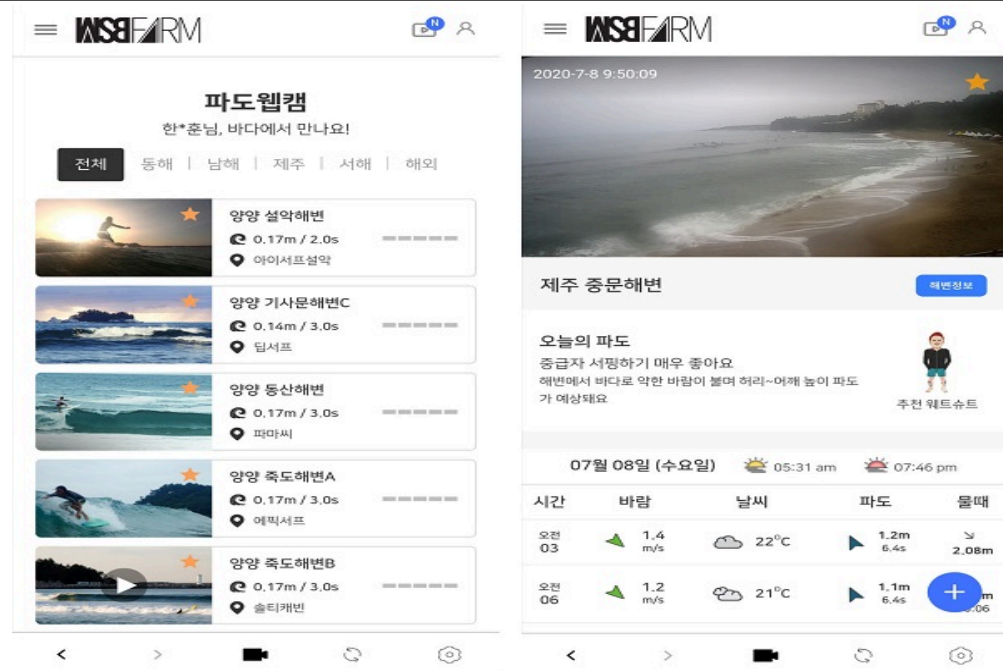 WSBFARM
N
파도웹캠
한*훈님, 바다에서 만나요!
전체 동해 | 남해 | 제주 | 서해 | 해외
양양 설악해변
0.17m / 2.0s
아이서프설악
양양 기사문해변C
0.14m / 3.0s
딥서프
양양 동산해변
0.17m / 3.0s
파마씨
양양 죽도해변A
0.17m / 3.0s
에픽서프
양양 죽도해변B
0.17m / 3.0s
솔티캐빈
WSBFARM
N
2020-7-8 9:50:09
제주 중문해변
해변정보
오늘의 파도
중급자 서핑하기 매우 좋아요
해변에서 바다로 약한 바람이 불며 허리~어깨 높이 파도
가 예상돼요
추천 웨트슈트
07월 08일 (수요일) 05:31 am 07:46 pm
시간 바람 날씨 파도 물때
오전 03 1.4 m/s 22°C 1.2m 6.4s 2.08m
오전 06 1.2 m/s 21°C 1.1m 6.4s